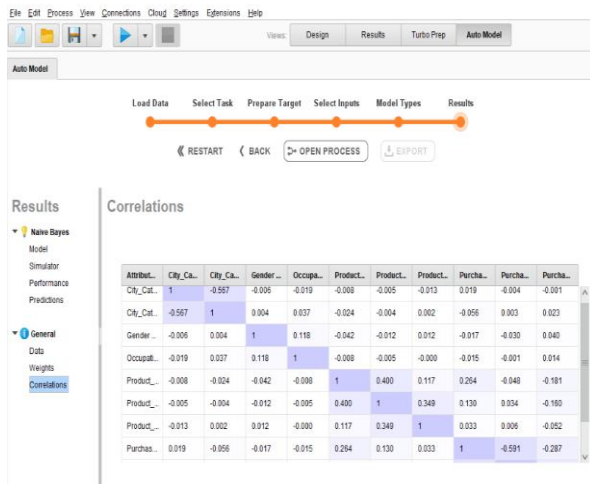 File Edit Process View Connections Cloud Settings Extensions Help
Views: Design Results Turbo Prep Auto Model
Auto Model
Load Data Select Task Prepare Target Select Inputs Model Types Results
RESTART BACK OPEN PROCESS EXPORT
Results
Naive Bayes
Model
Simulator
Performance
Predictions
General
Data
Weights
Correlations
Correlations
Attribut... City_Ca... City_Ca... Gender ... Occupa... Product... Product... Product... Purcha... Purcha... Purcha...
City_Cat... 1 -0.567 -0.006 -0.019 -0.008 -0.005 -0.013 0.019 -0.004 -0.001
City_Cat... -0.567 1 0.004 0.037 -0.024 -0.004 0.002 -0.056 0.003 0.023
Gender ... -0.006 0.004 1 0.118 -0.042 -0.012 0.012 -0.017 -0.030 0.040
Occupati... -0.019 0.037 0.118 1 -0.008 -0.005 -0.000 -0.015 -0.001 0.014
Product_... -0.008 -0.024 -0.042 -0.008 1 0.400 0.117 0.264 -0.048 -0.181
Product_... -0.005 -0.004 -0.012 -0.005 0.400 1 0.349 0.130 0.034 -0.160
Product_... -0.013 0.002 0.012 -0.000 0.117 0.349 1 0.033 0.006 -0.052
Purchas... 0.019 -0.056 -0.017 -0.015 0.264 0.130 0.033 1 -0.591 -0.287